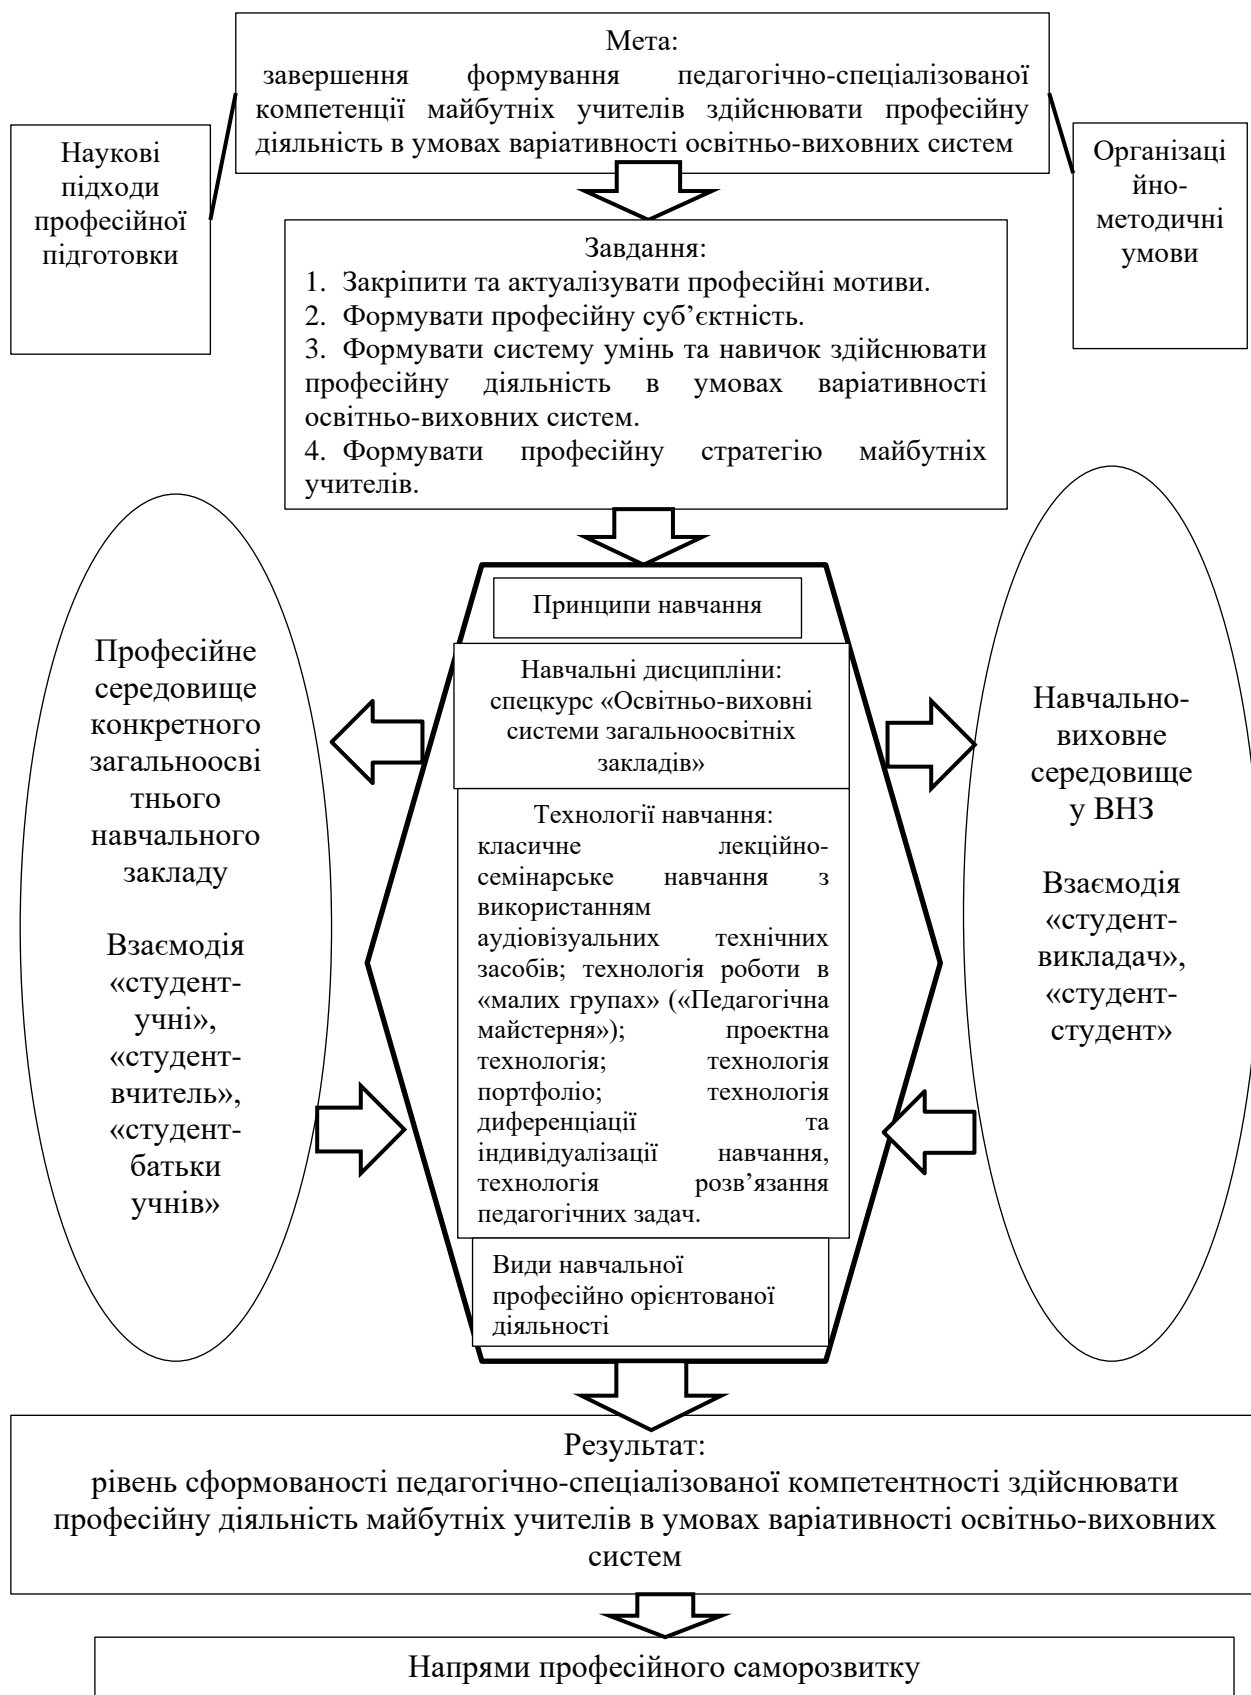 Мета:
завершення формування педагогічно-спеціалізованої
компетенції майбутніх учителів здійснювати професійну
діяльність в умовах варіативності освітньо-виховних систем
Наукові
підходи
професійної
підготовки
Організаці
йно-
методичні
умови
Завдання:
1. Закріпити та актуалізувати професійні мотиви.
2. Формувати професійну суб’єктність.
3. Формувати систему умінь та навичок здійснювати
професійну діяльність в умовах варіативності
освітньо-виховних систем.
4. Формувати професійну стратегію майбутніх
учителів.
Професійне
середовище
конкретного
загальноосві
тнього
навчального
закладу
Взаємодія
«студент-
учні»,
«студент-
вчитель»,
«студент-
батьки
учнів»
Принципи навчання
Навчальні дисципліни:
спецкурс «Освітньо-виховні
системи загальноосвітніх
закладів»
Технології навчання:
класичне лекційно-
семінарське навчання з
використанням
аудіовізуальних технічних
засобів; технологія роботи в
«малих групах» («Педагогічна
майстерня»); проектна
технологія; технологія
портфоліо; технологія
диференціації та
індивідуалізації навчання,
технологія розв’язання
педагогічних задач.
Види навчальної
професійно орієнтованої
діяльності
Навчально-
виховне
середовище
у ВНЗ
Взаємодія
«студент-
викладач»,
«студент-
студент»
Результат:
рівень сформованості педагогічно-спеціалізованої компетентності здійснювати
професійну діяльність майбутніх учителів в умовах варіативності освітньо-виховних
систем
Напрями професійного саморозвитку